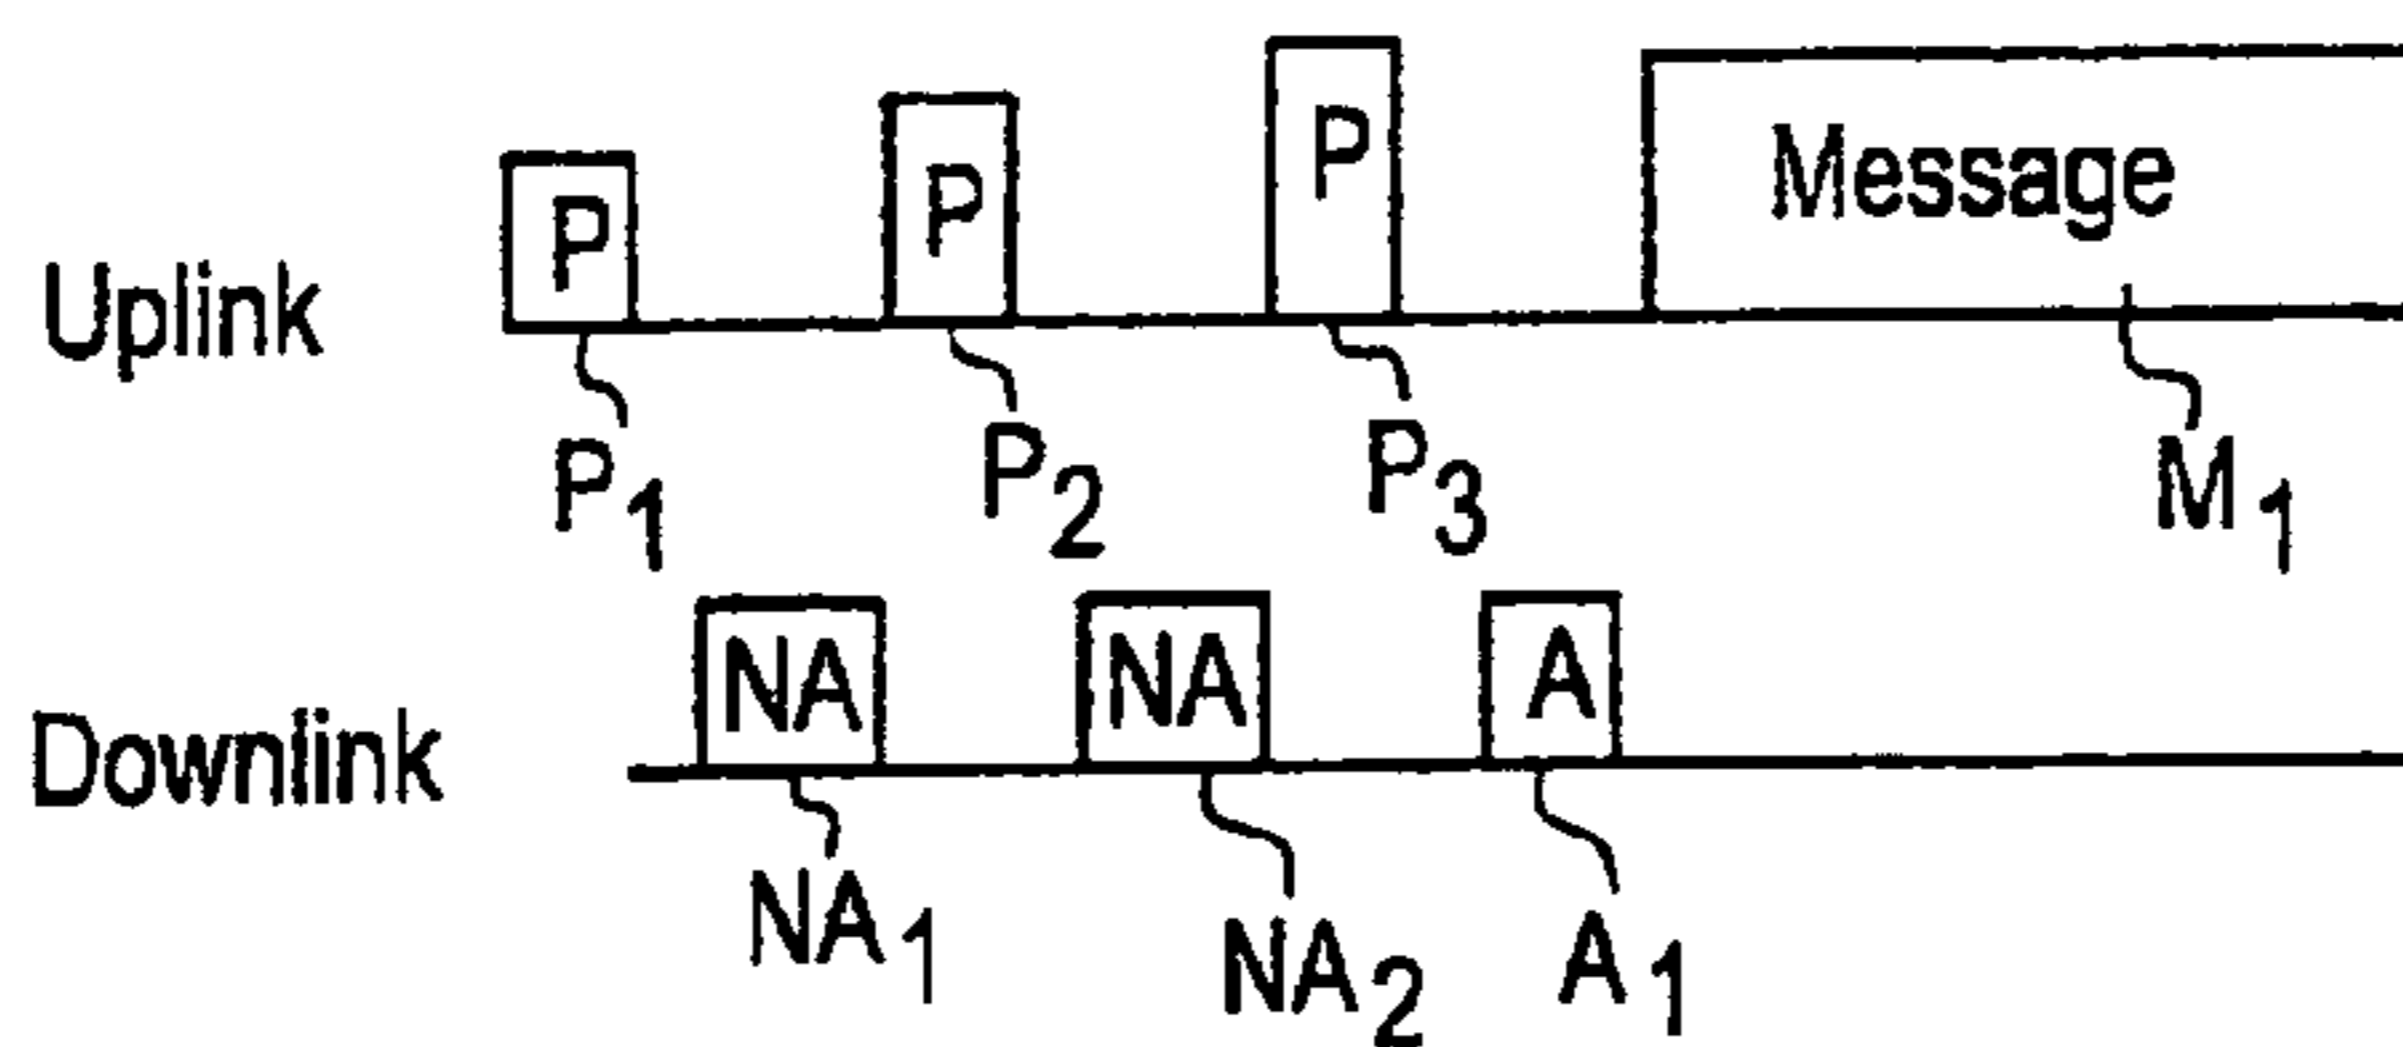 P P P Message
Uplink
P1 P2 P3 M1
NA NA A
Downlink
NA1 NA2 A1